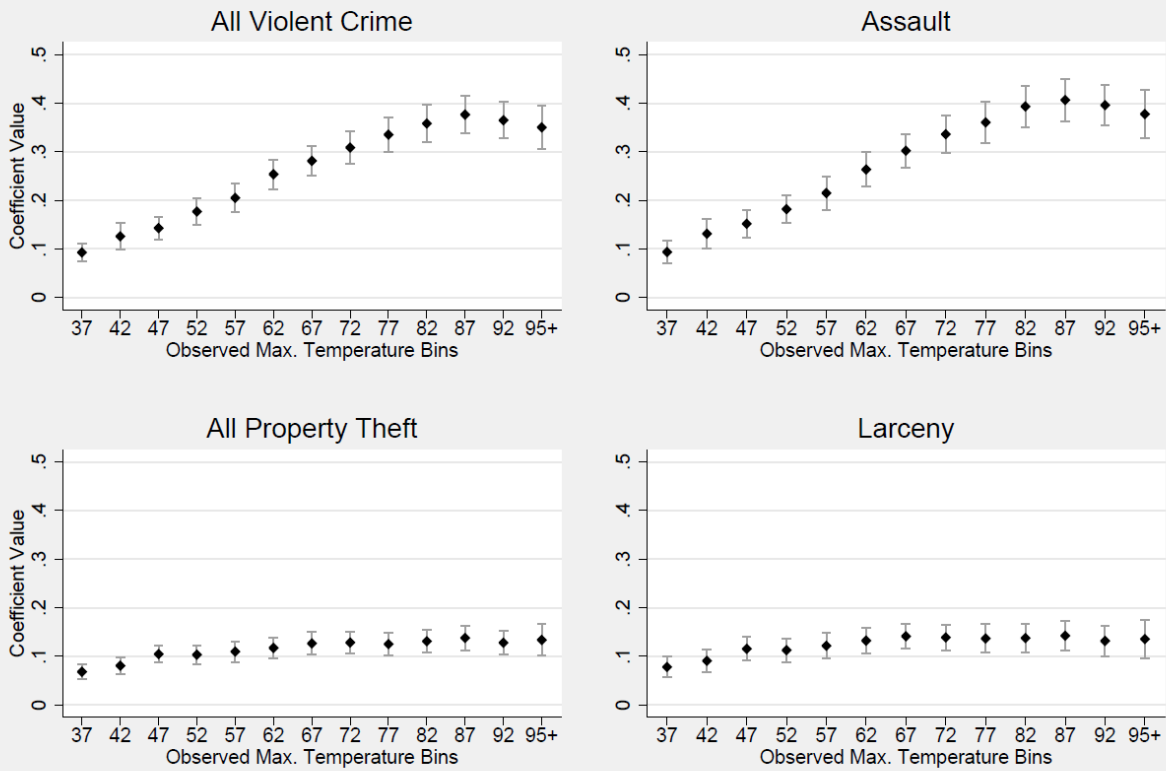 All Violent Crime
Coefficient Value
.5
.4
.3
.2
.1
0
37 42 47 52 57 62 67 72 77 82 87 92 95+
Observed Max. Temperature Bins
Assault
.5
.4
.3
.2
.1
0
37 42 47 52 57 62 67 72 77 82 87 92 95+
Observed Max. Temperature Bins
All Property Theft
Coefficient Value
.5
.4
.3
.2
.1
0
37 42 47 52 57 62 67 72 77 82 87 92 95+
Observed Max. Temperature Bins
Larceny
.5
.4
.3
.2
.1
0
37 42 47 52 57 62 67 72 77 82 87 92 95+
Observed Max. Temperature Bins